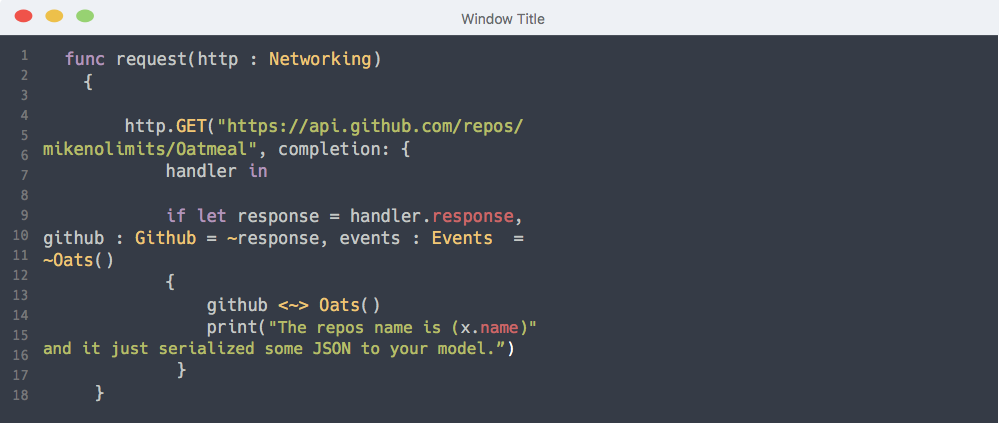 Window Title
1 func request(http : Networking)
2 {
3
4 http.GET("https://api.github.com/repos/
5 mikenolimits/Oatmeal", completion: {
6 handler in
7
8
9 if let response = handler.response,
10 github : Github = ~response, events : Events =
11 ~Oats()
12 {
13 github <~> Oats()
14 print("The repos name is (x.name)"
15 and it just serialized some JSON to your model.”)
16 }
17 }
18